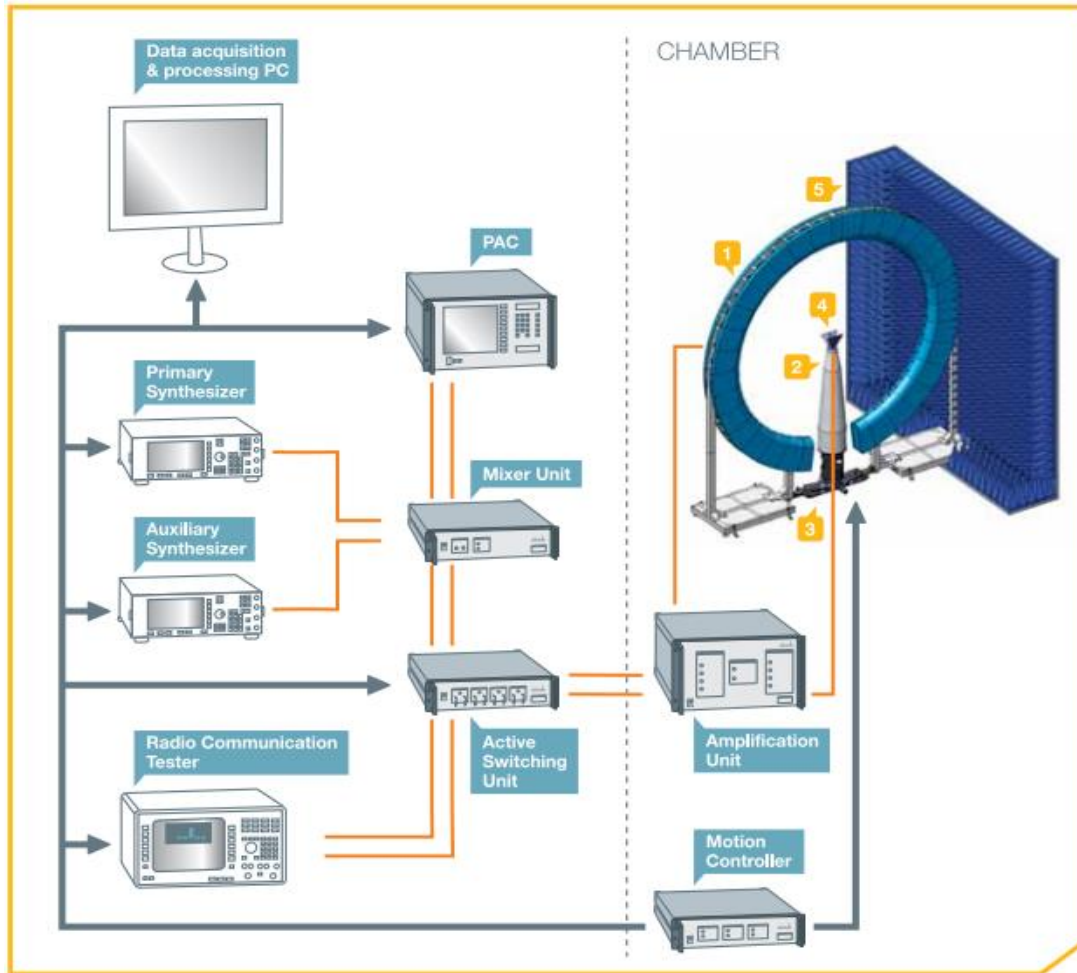 Data acquisition
& processing PC
CHAMBER
PAC
5
1
4
2
3
Primary
Synthesizer
Mixer Unit
Auxiliary
Synthesizer
Radio Communication
Tester
Active
Switching
Unit
Amplification
Unit
Motion
Controller